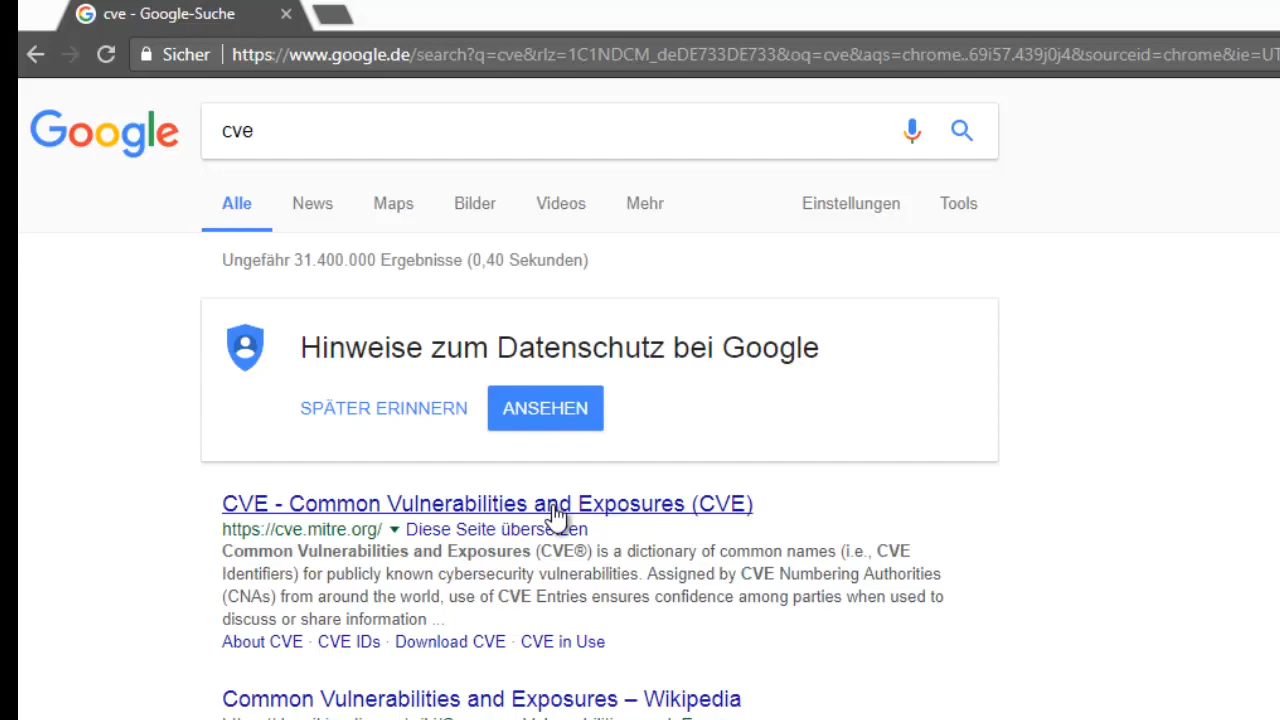 cve - Google-Suche
Sicher https://www.google.de/search?q=cve&rlz=1C1NDCM_deDE733DE733&oq=cve&aqs=chrome..69i57.439j0j4&sourceid=chrome&ie=UT
Google cve
Alle News Maps Bilder Videos Mehr Einstellungen Tools
Ungefähr 31.400.000 Ergebnisse (0,40 Sekunden)
Hinweise zum Datenschutz bei Google
SPÄTER ERINNERN ANSEHEN
CVE - Common Vulnerabilities and Exposures (CVE)
https://cve.mitre.org/ Diese Seite übersetzen
Common Vulnerabilities and Exposures (CVE®) is a dictionary of common names (i.e., CVE
Identifiers) for publicly known cybersecurity vulnerabilities. Assigned by CVE Numbering Authorities
(CNAs) from around the world, use of CVE Entries ensures confidence among parties when used to
discuss or share information ...
About CVE · CVE IDs · Download CVE · CVE in Use
Common Vulnerabilities and Exposures – Wikipedia